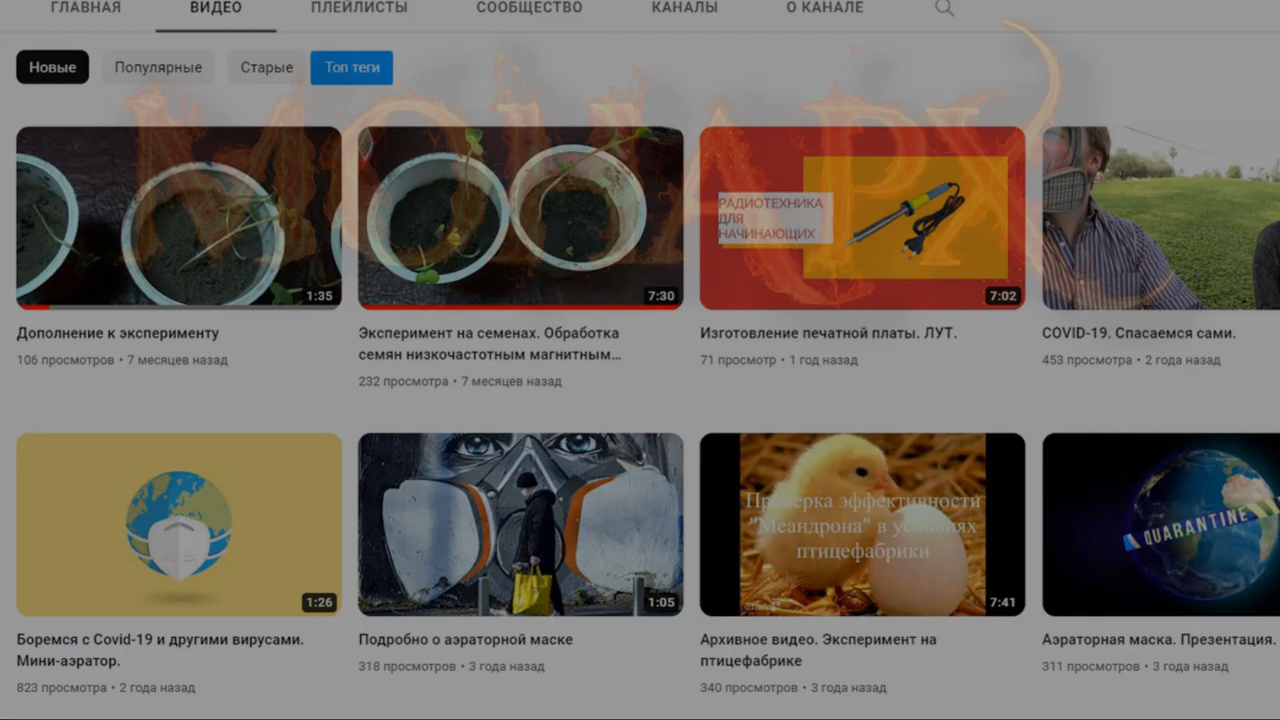 ГЛАВНАЯ ВИДЕО ПЛЕЙЛИСТЫ СООБЩЕСТВО КАНАЛЫ О КАНАЛЕ
Новые Популярные Старые Топ теги
МОНАРХ
РАДИОТЕХНИКА
ДЛЯ
НАЧИНАЮЩИХ
1:35 7:30 7:02
Дополнение к эксперименту
106 просмотров • 7 месяцев назад
Эксперимент на семенах. Обработка
семян низкочастотным магнитным...
232 просмотра • 7 месяцев назад
Изготовление печатной платы. ЛУТ.
71 просмотр • 1 год назад
COVID-19. Спасаемся сами.
453 просмотра • 2 года назад
Проверка эффективности
"Меандрона" в условиях
птицефабрики
QUARANTINE
1:26 1:05 7:41
Боремся с Covid-19 и другими вирусами.
Мини-аэратор.
823 просмотра • 2 года назад
Подробно о аэраторной маске
318 просмотров • 3 года назад
Архивное видео. Эксперимент на
птицефабрике
340 просмотров • 3 года назад
Аэраторная маска. Презентация.
311 просмотров • 3 года назад